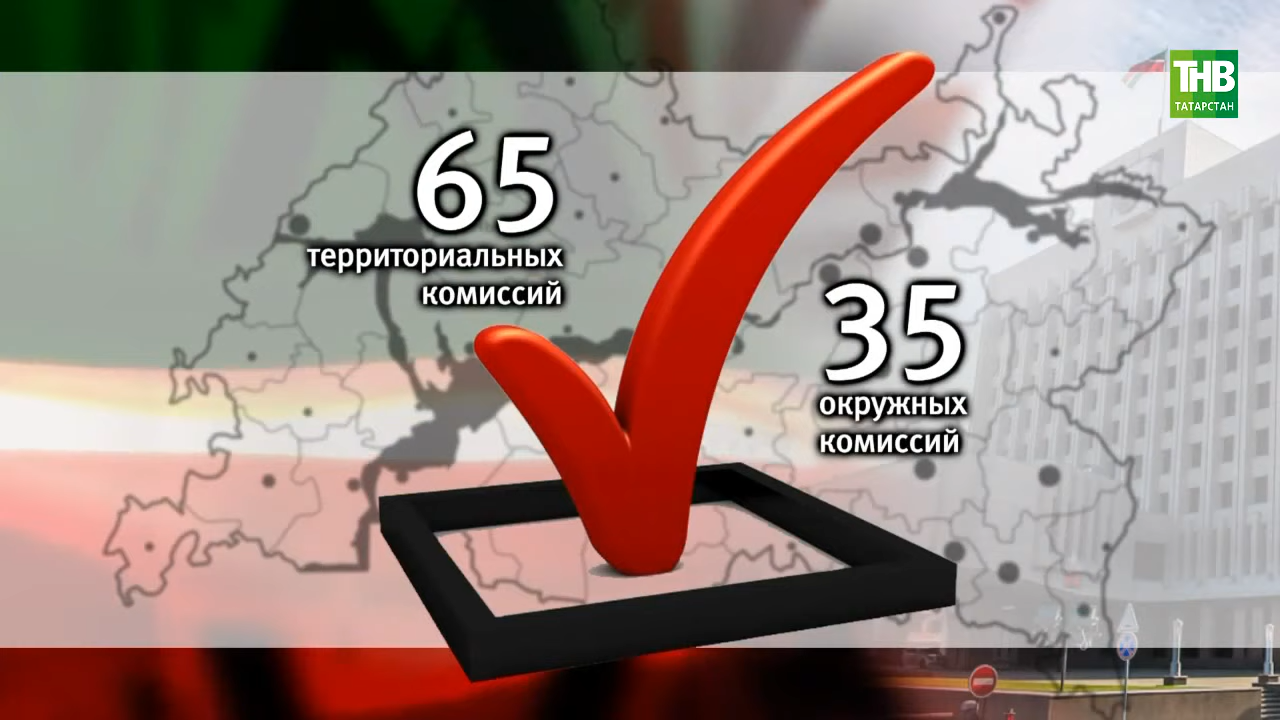 ТНВ
ТАТАРСТАН
65
территориальных
комиссий
35
окружных
комиссий